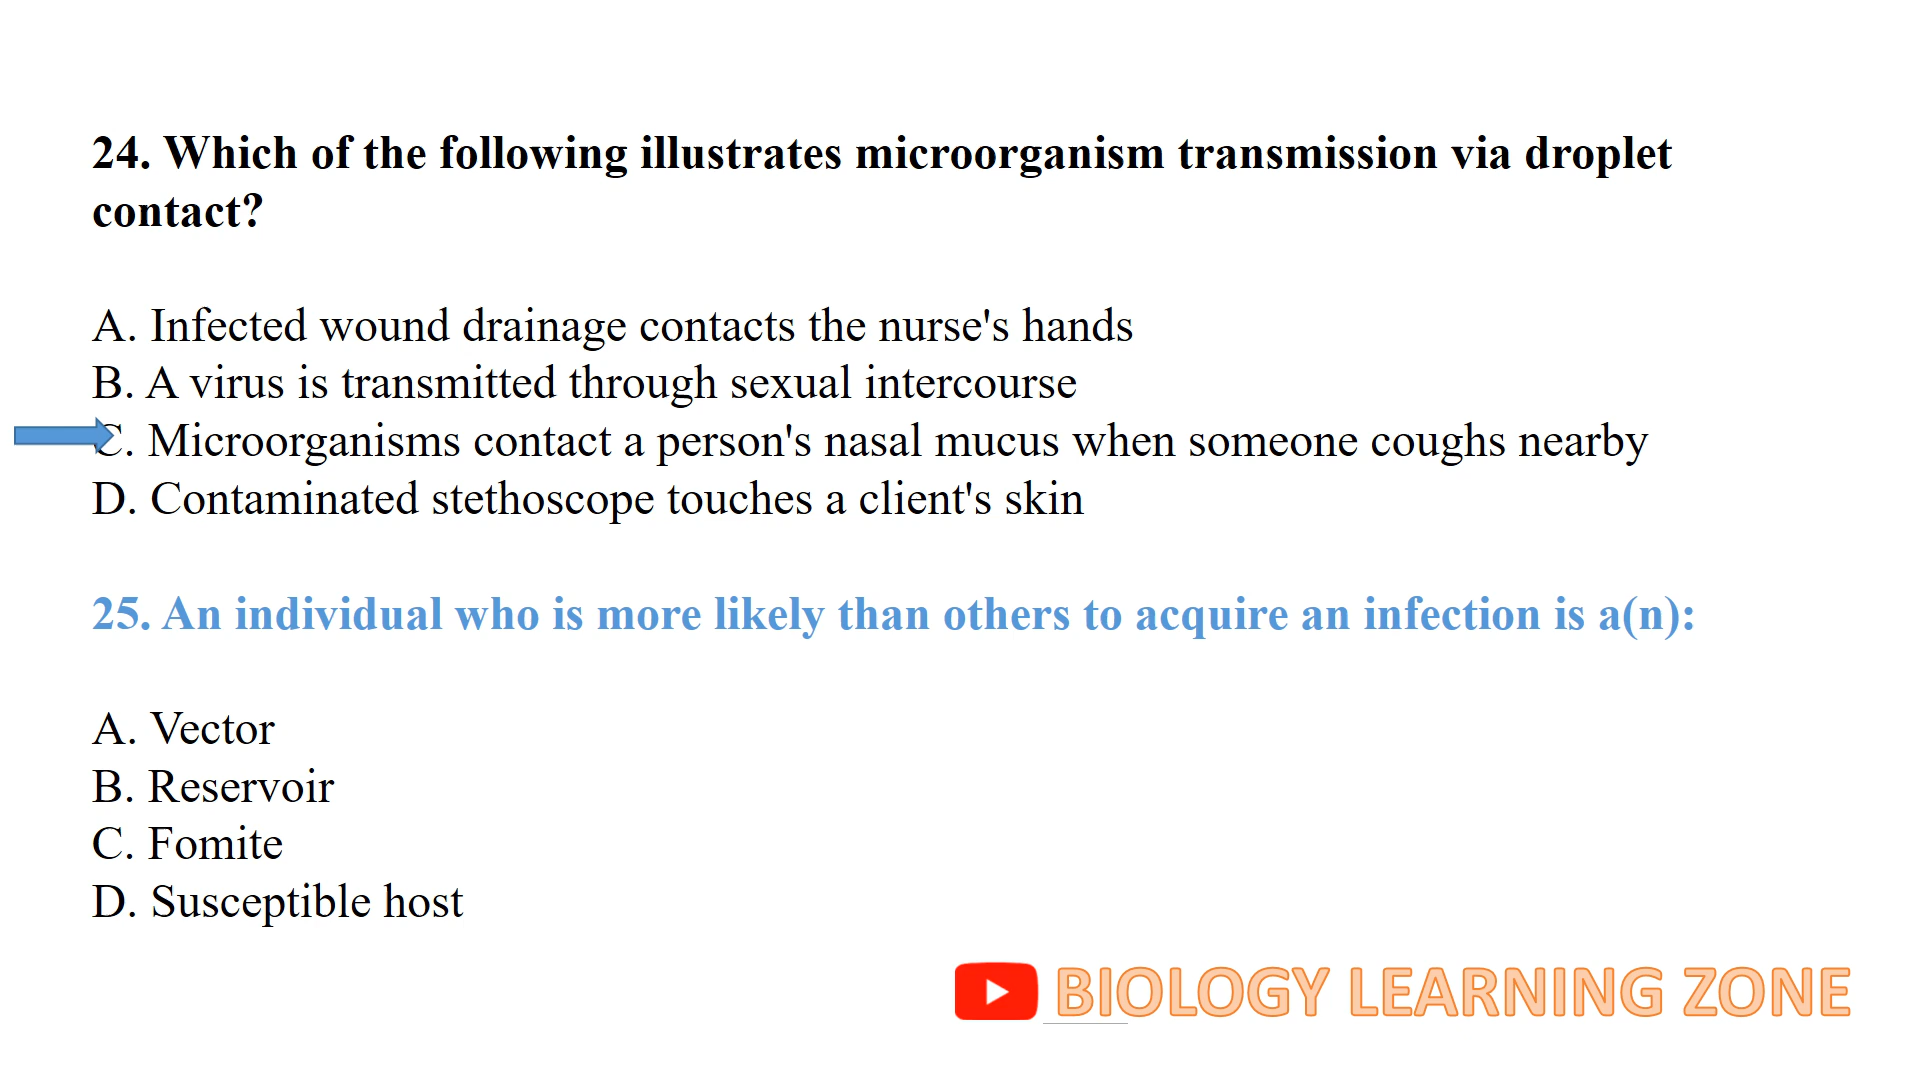 24. Which of the following illustrates microorganism transmission via droplet
contact?
A. Infected wound drainage contacts the nurse's hands
B. A virus is transmitted through sexual intercourse
C. Microorganisms contact a person's nasal mucus when someone coughs nearby
D. Contaminated stethoscope touches a client's skin
25. An individual who is more likely than others to acquire an infection is a(n):
A. Vector
B. Reservoir
C. Fomite
D. Susceptible host
BIOLOGY LEARNING ZONE